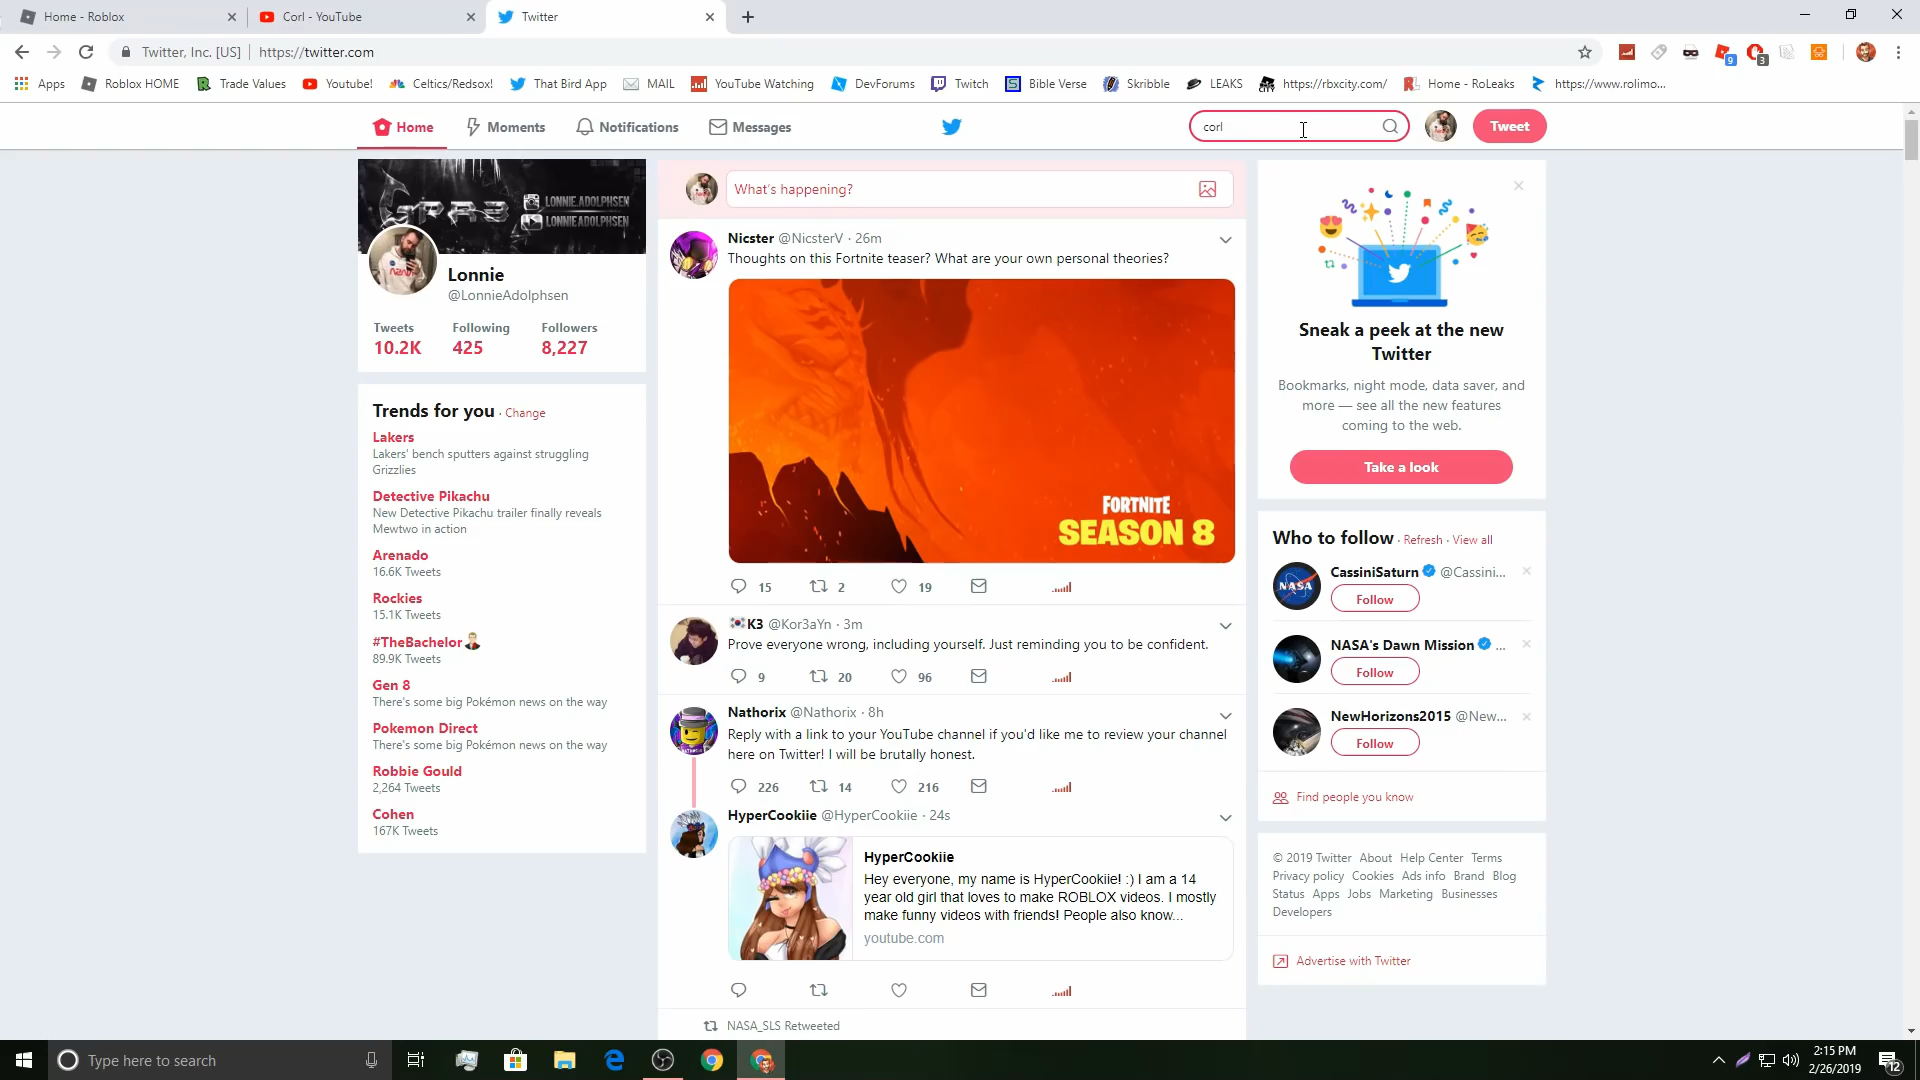 Home - Roblox
Corl - YouTube
Twitter
Twitter, Inc. [US]
https://twitter.com
9
3
Apps
Roblox HOME
Trade Values
Youtube!
Celtics/Redsox!
That Bird App
MAIL
YouTube Watching
DevForums
Twitch
Bible Verse
Skribble
LEAKS
https://rbxcity.com/
Home - RoLeaks
https://www.rolimo...
Home
Moments
Notifications
Messages
corl
Tweet
LONNIE.ADOLPHSEN
LONNIE.ADOLPHSEN
Lonnie
@LonnieAdolphsen
Tweets Following Followers
10.2K 425 8,227
Trends for you · Change
Lakers
Lakers' bench sputters against struggling
Grizzlies
Detective Pikachu
New Detective Pikachu trailer finally reveals
Mewtwo in action
Arenado
16.6K Tweets
Rockies
15.1K Tweets
#TheBachelor
89.9K Tweets
Gen 8
There's some big Pokémon news on the way
Pokemon Direct
There's some big Pokémon news on the way
Robbie Gould
2,264 Tweets
Cohen
167K Tweets
What's happening?
Nicster @NicsterV · 26m
Thoughts on this Fortnite teaser? What are your own personal theories?
FORTNITE
SEASON 8
15 2 19
K3 @Kor3aYn · 3m
Prove everyone wrong, including yourself. Just reminding you to be confident.
9 20 96
Nathorix @Nathorix · 8h
Reply with a link to your YouTube channel if you'd like me to review your channel
here on Twitter! I will be brutally honest.
226 14 216
HyperCookiie @HyperCookiie · 24s
HyperCookiie
Hey everyone, my name is HyperCookiie! :) I am a 14
year old girl that loves to make ROBLOX videos. I mostly
make funny videos with friends! People also know...
youtube.com
NASA_SLS Retweeted
Sneak a peek at the new
Twitter
Bookmarks, night mode, data saver, and
more — see all the new features
coming to the web.
Take a look
Who to follow · Refresh · View all
NASA
CassiniSaturn @Cassini...
Follow
NASA's Dawn Mission ...
Follow
NewHorizons2015 @New...
Follow
Find people you know
© 2019 Twitter About Help Center Terms
Privacy policy Cookies Ads info Brand Blog
Status Apps Jobs Marketing Businesses
Developers
Advertise with Twitter
Type here to search
2:15 PM
2/26/2019
12